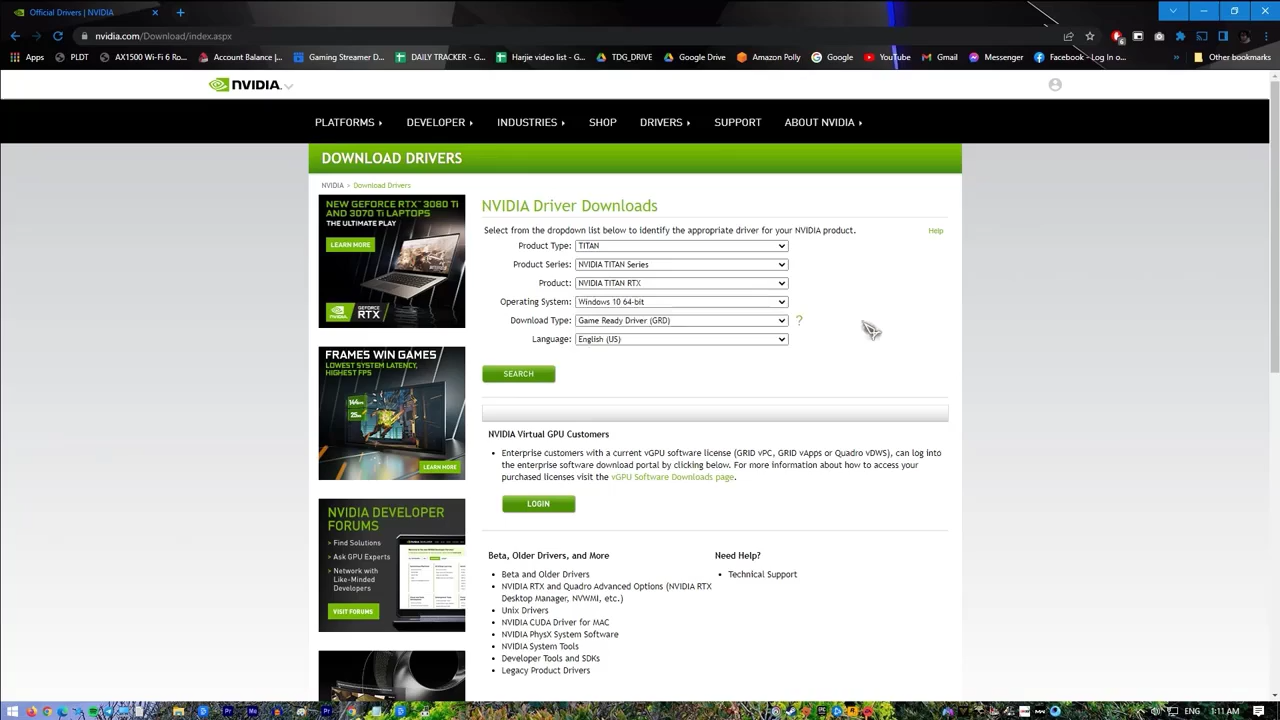 Official Drivers | NVIDIA
nvidia.com/Download/index.aspx
Apps
PLDT
AX1500 Wi-Fi 6 Ro...
Account Balance |...
Gaming Streamer D...
DAILY TRACKER - G...
Harjie video list - G...
TDG_DRIVE
Google Drive
Amazon Polly
Google
YouTube
Gmail
Messenger
Facebook - Log In o...
Other bookmarks
NVIDIA.
PLATFORMS
DEVELOPER
INDUSTRIES
SHOP
DRIVERS
SUPPORT
ABOUT NVIDIA
DOWNLOAD DRIVERS
NVIDIA > Download Drivers
NEW GEFORCE RTX™ 3080 Ti
AND 3070 Ti LAPTOPS
THE ULTIMATE PLAY
LEARN MORE
NVIDIA
GEFORCE
RTX
FRAMES WIN GAMES
LOWEST SYSTEM LATENCY,
HIGHEST FPS
LEARN MORE
NVIDIA DEVELOPER
FORUMS
Find Solutions
Ask GPU Experts
Network with
Like-Minded
Developers
VISIT FORUMS
NVIDIA Driver Downloads
Select from the dropdown list below to identify the appropriate driver for your NVIDIA product.
Help
Product Type: TITAN
Product Series: NVIDIA TITAN Series
Product: NVIDIA TITAN RTX
Operating System: Windows 10 64-bit
Download Type: Game Ready Driver (GRD) ?
Language: English (US)
SEARCH
NVIDIA Virtual GPU Customers
• Enterprise customers with a current vGPU software license (GRID vPC, GRID vApps or Quadro vDWS), can log into
the enterprise software download portal by clicking below. For more information about how to access your
purchased licenses visit the vGPU Software Downloads page.
LOGIN
Beta, Older Drivers, and More
• Beta and Older Drivers
• NVIDIA RTX and Quadro Advanced Options (NVIDIA RTX
Desktop Manager, NVWMI, etc.)
• Unix Drivers
• NVIDIA CUDA Driver for MAC
• NVIDIA PhysX System Software
• NVIDIA System Tools
• Developer Tools and SDKs
• Legacy Product Drivers
Need Help?
• Technical Support
ENG
1:11 AM